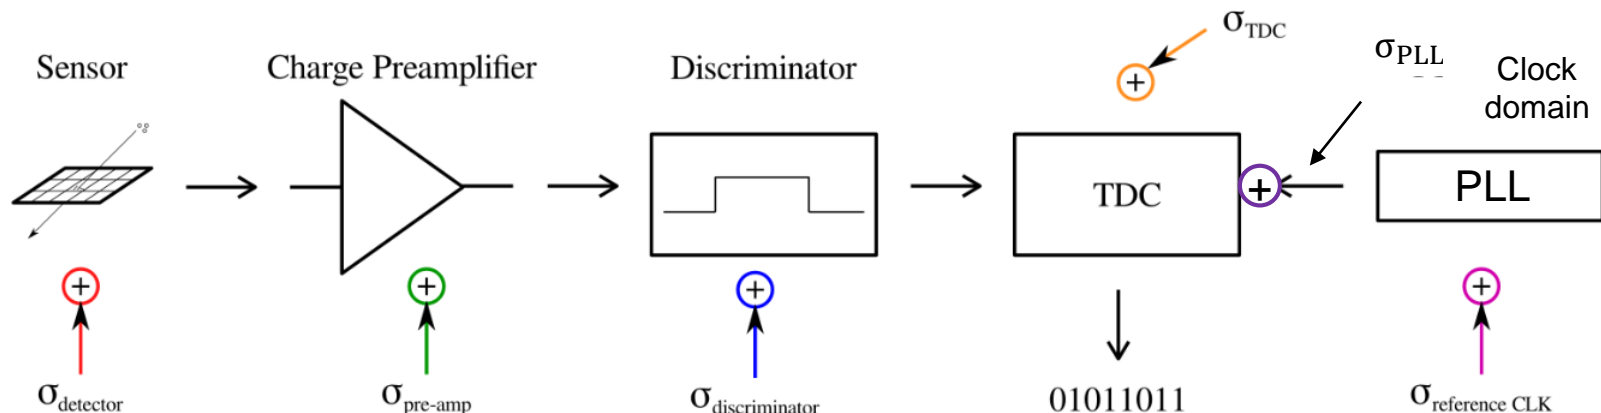 σTDC
σPLL
Sensor
Charge Preamplifier
Discriminator
Clock
domain
TDC
PLL
σdetector
σpre-amp
σdiscriminator
01011011
σreference CLK